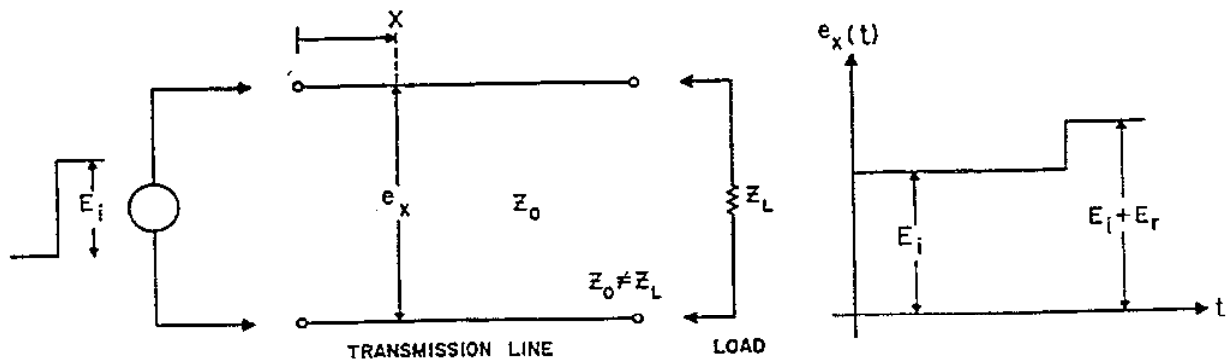 X
e_x(t)
E_i
e_x
Z_0
Z_L
Z_0≠Z_L
E_i
E_i+E_r
t
TRANSMISSION LINE
LOAD